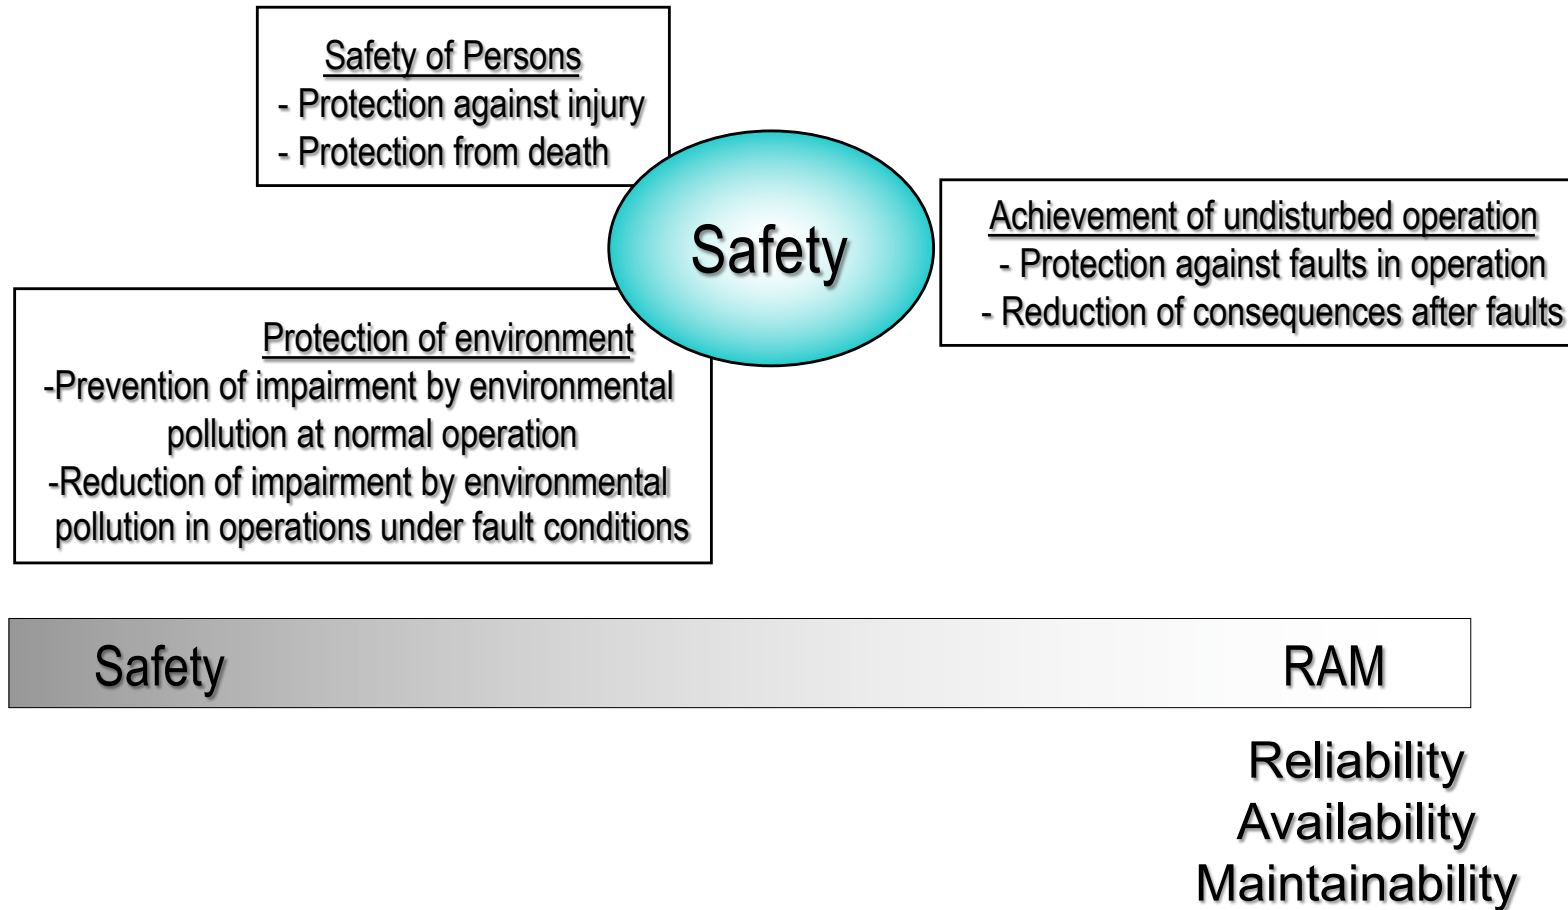 Safety of Persons
- Protection against injury
- Protection from death
Safety
Achievement of undisturbed operation
- Protection against faults in operation
- Reduction of consequences after faults
Protection of environment
-Prevention of impairment by environmental
pollution at normal operation
-Reduction of impairment by environmental
pollution in operations under fault conditions
Safety
RAM
Reliability
Availability
Maintainability